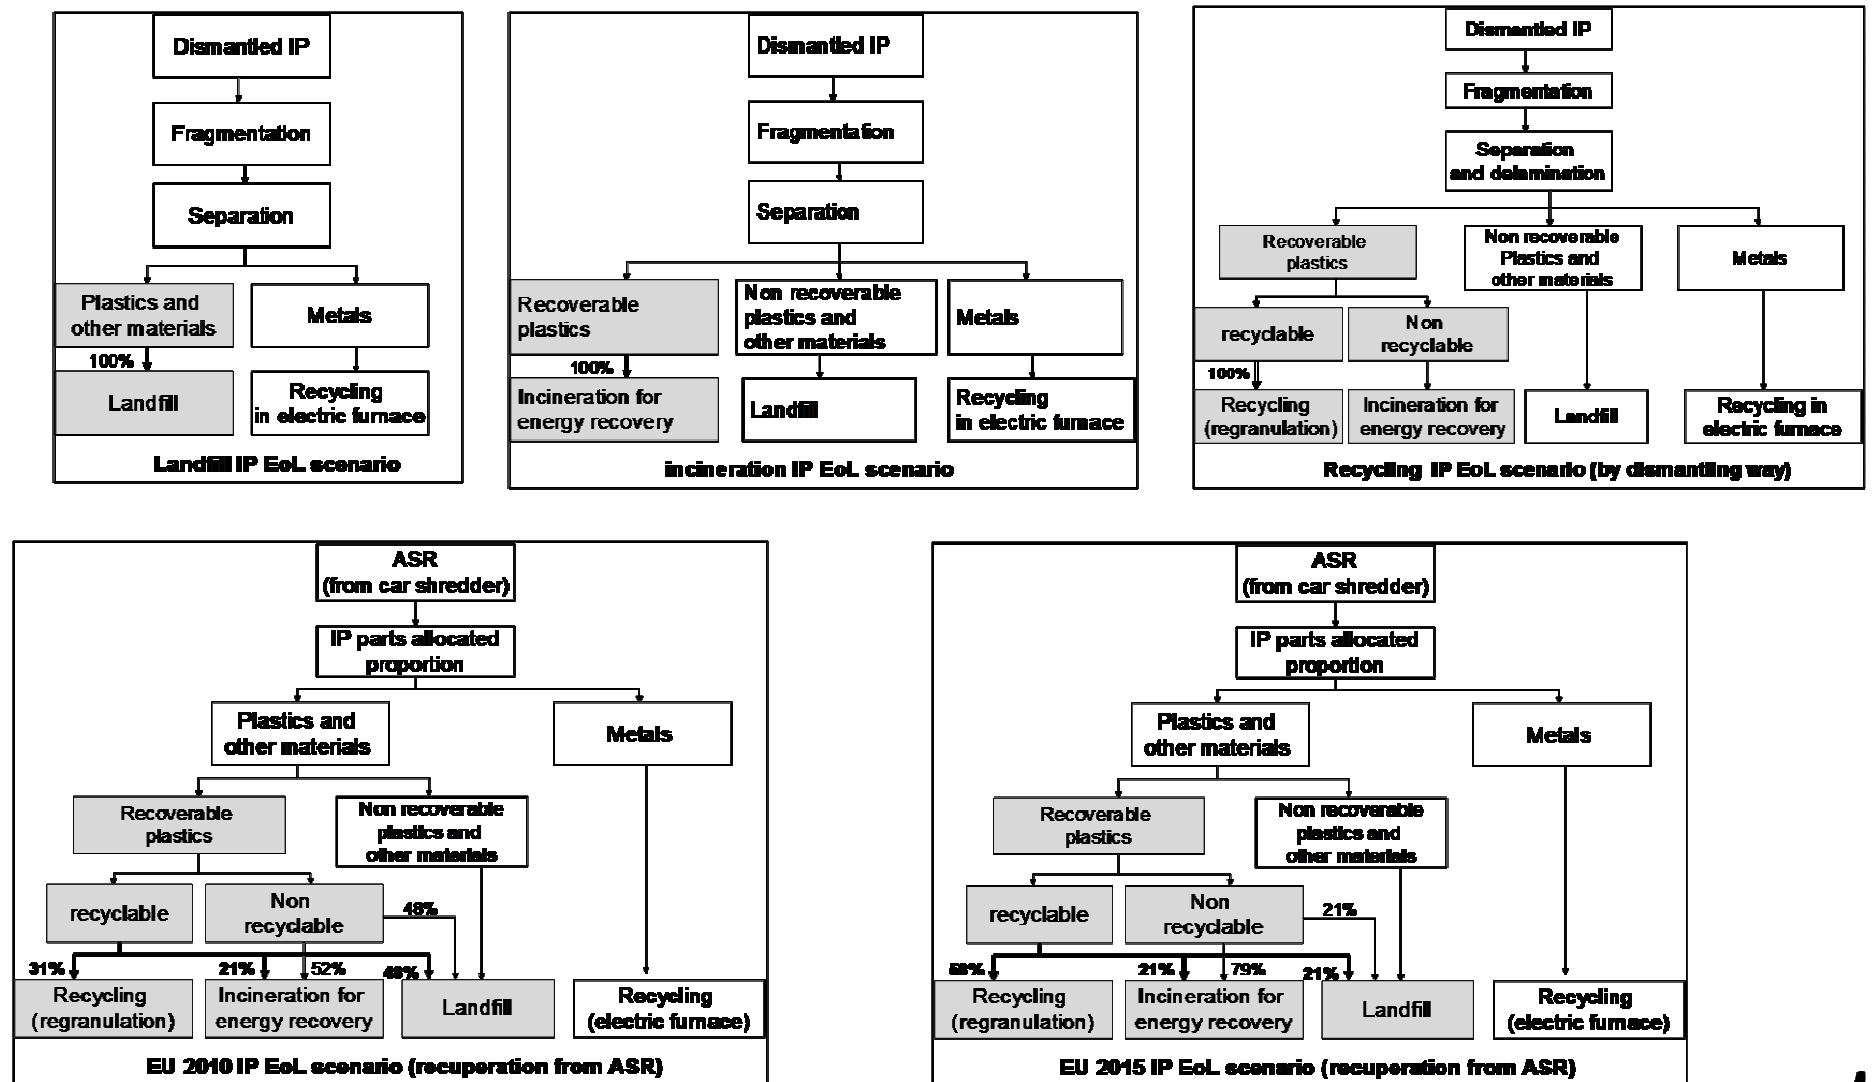 Dismantled IP
Fragmentation
Separation
Plastics and
other materials
Metals
100%
Landfill
Recycling
in electric furnace
Landfill IP EoL scenario
Dismantled IP
Fragmentation
Separation
Recoverable
plastics
Non recoverable
plastics and
other materials
Metals
100%
Incineration for
energy recovery
Landfill
Recycling
in electric furnace
incineration IP EoL scenario
Dismantled IP
Fragmentation
Separation
and delamination
Recoverable
plastics
Non recoverable
Plastics and
other materials
Metals
recyclable
Non
recyclable
100%
Recycling
(regranulation)
Incineration for
energy recovery
Landfill
Recycling in
electric furnace
Recycling IP EoL scenario (by dismantling way)
ASR
(from car shredder)
IP parts allocated
proportion
Plastics and
other materials
Metals
Recoverable
plastics
Non recoverable
plastics and
other materials
recyclable
Non
recyclable
48%
31%
21%
52%
48%
Recycling
(regranulation)
Incineration for
energy recovery
Landfill
Recycling
(electric furnace)
EU 2010 IP EoL scenario (recuperation from ASR)
ASR
(from car shredder)
IP parts allocated
proportion
Plastics and
other materials
Metals
Recoverable
plastics
Non recoverable
plastics and
other materials
recyclable
Non
recyclable
21%
21%
79%
21%
Recycling
(regranulation)
Incineration for
energy recovery
Landfill
Recycling
(electric furnace)
EU 2015 IP EoL scenario (recuperation from ASR)